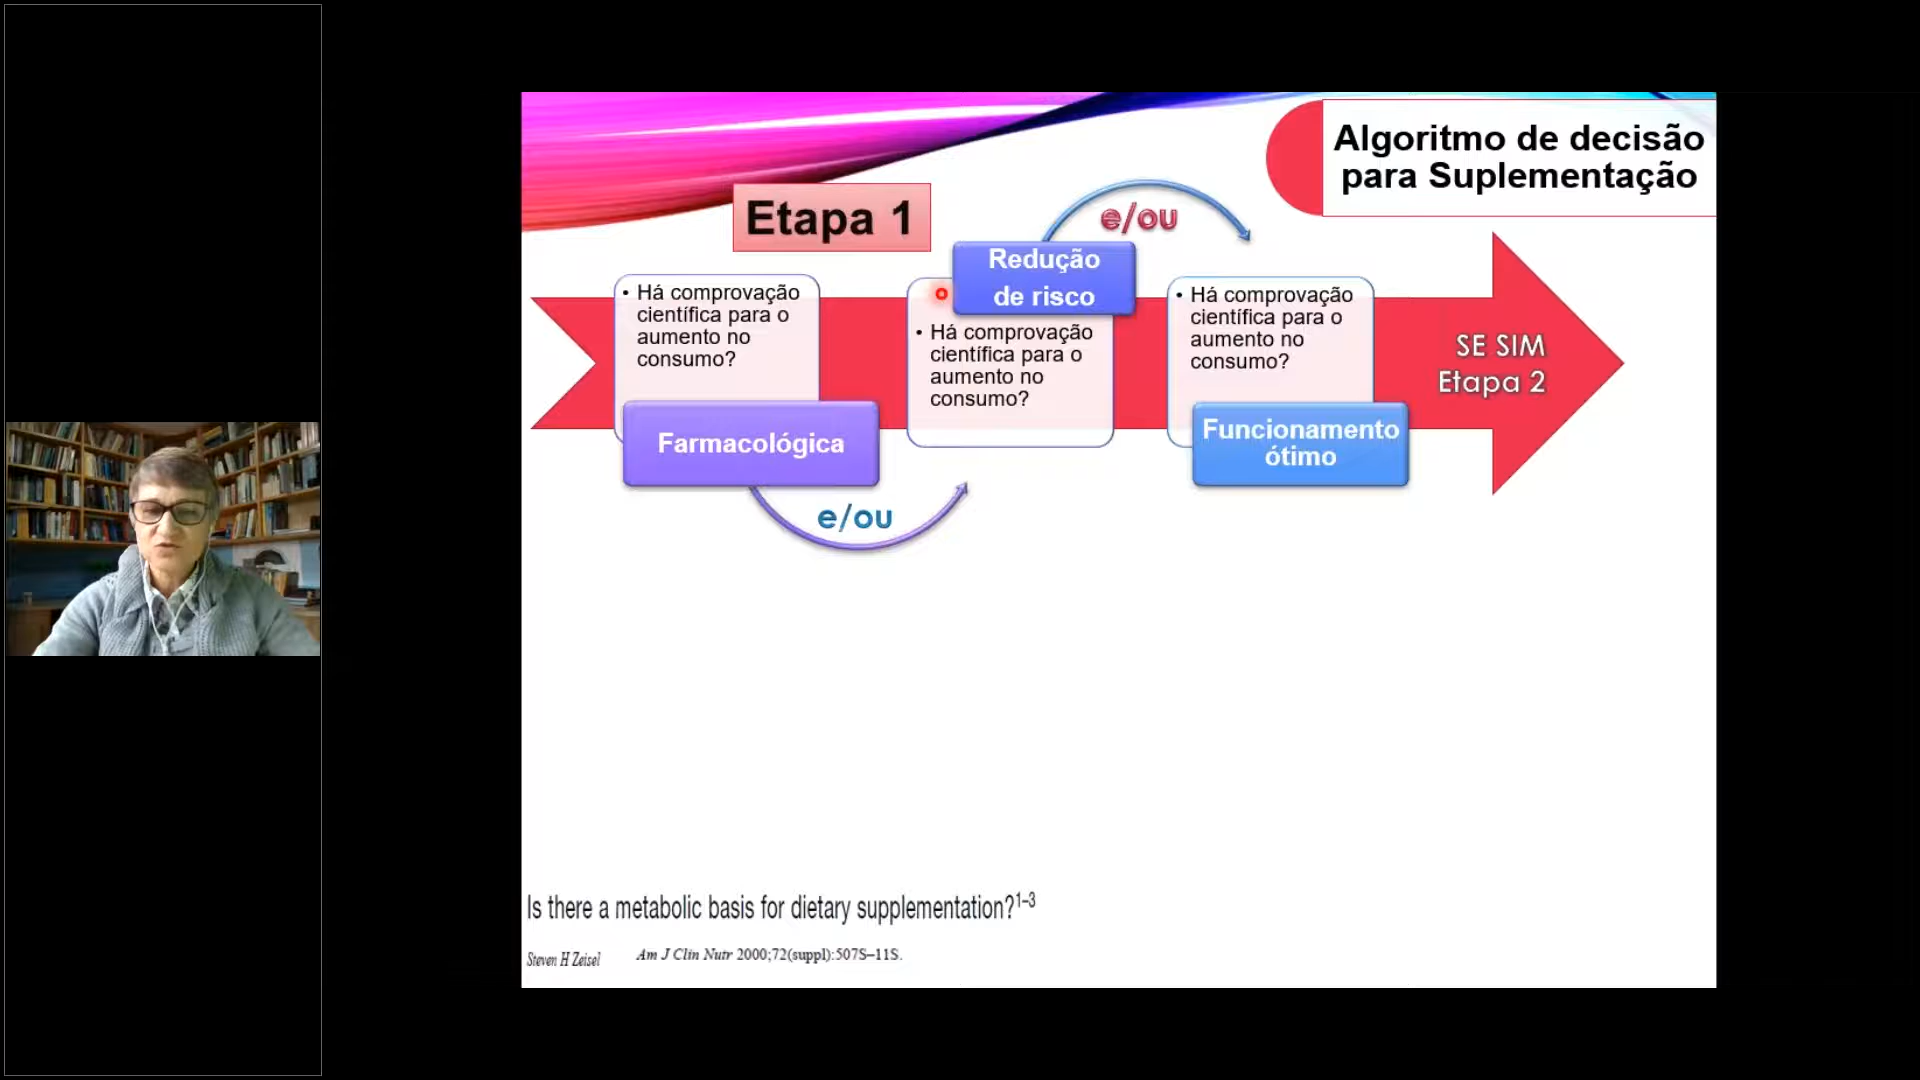 Algoritmo de decisão
para Suplementação
Etapa 1
e/ou
Redução
de risco
• Há comprovação
científica para o
aumento no
consumo?
Farmacológica
e/ou
• Há comprovação
científica para o
aumento no
consumo?
• Há comprovação
científica para o
aumento no
consumo?
Funcionamento
ótimo
SE SIM
Etapa 2
Is there a metabolic basis for dietary supplementation?1–3
Steven H Zeisel Am J Clin Nutr 2000;72(suppl):507S–11S.